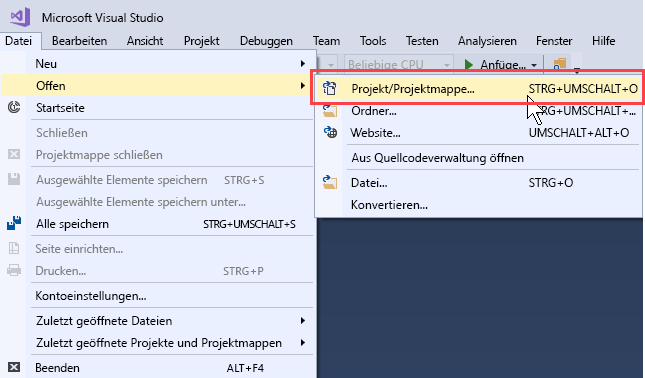 Microsoft Visual Studio
Datei Bearbeiten Ansicht Projekt Debuggen Team Tools Testen Analysieren Fenster Hilfe
Beliebige CPU Anfüge...
Neu
Offen
Startseite
Schließen
Projektmappe schließen
Ausgewählte Elemente speichern STRG+S
Ausgewählte Elemente speichern unter...
Alle speichern STRG+UMSCHALT+S
Seite einrichten...
Drucken... STRG+P
Kontoeinstellungen...
Zuletzt geöffnete Dateien
Zuletzt geöffnete Projekte und Projektmappen
Beenden ALT+F4
Projekt/Projektmappe... STRG+UMSCHALT+O
Ordner... RG+UMSCHALT+...
Website... UMSCHALT+ALT+O
Aus Quellcodeverwaltung öffnen
Datei... STRG+O
Konvertieren...